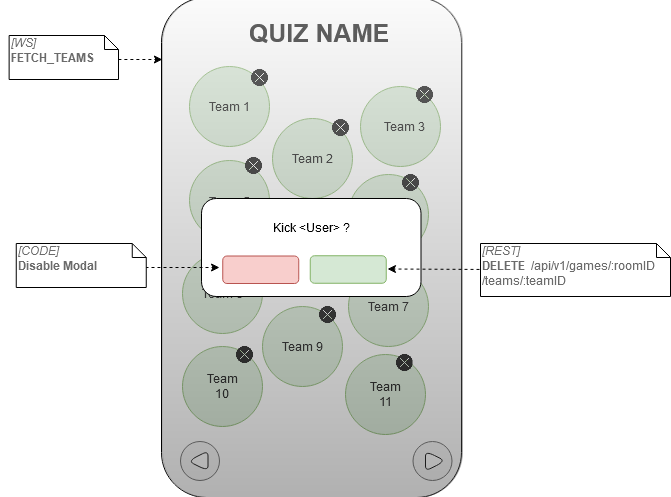 QUIZ NAME
[WS]
FETCH_TEAMS
Team 1
Team 3
Team 2
Kick <User> ?
[CODE]
Disable Modal
[REST]
DELETE /api/v1/games/:roomID
/teams/:teamID
Team 7
Team 9
Team
10
Team
11